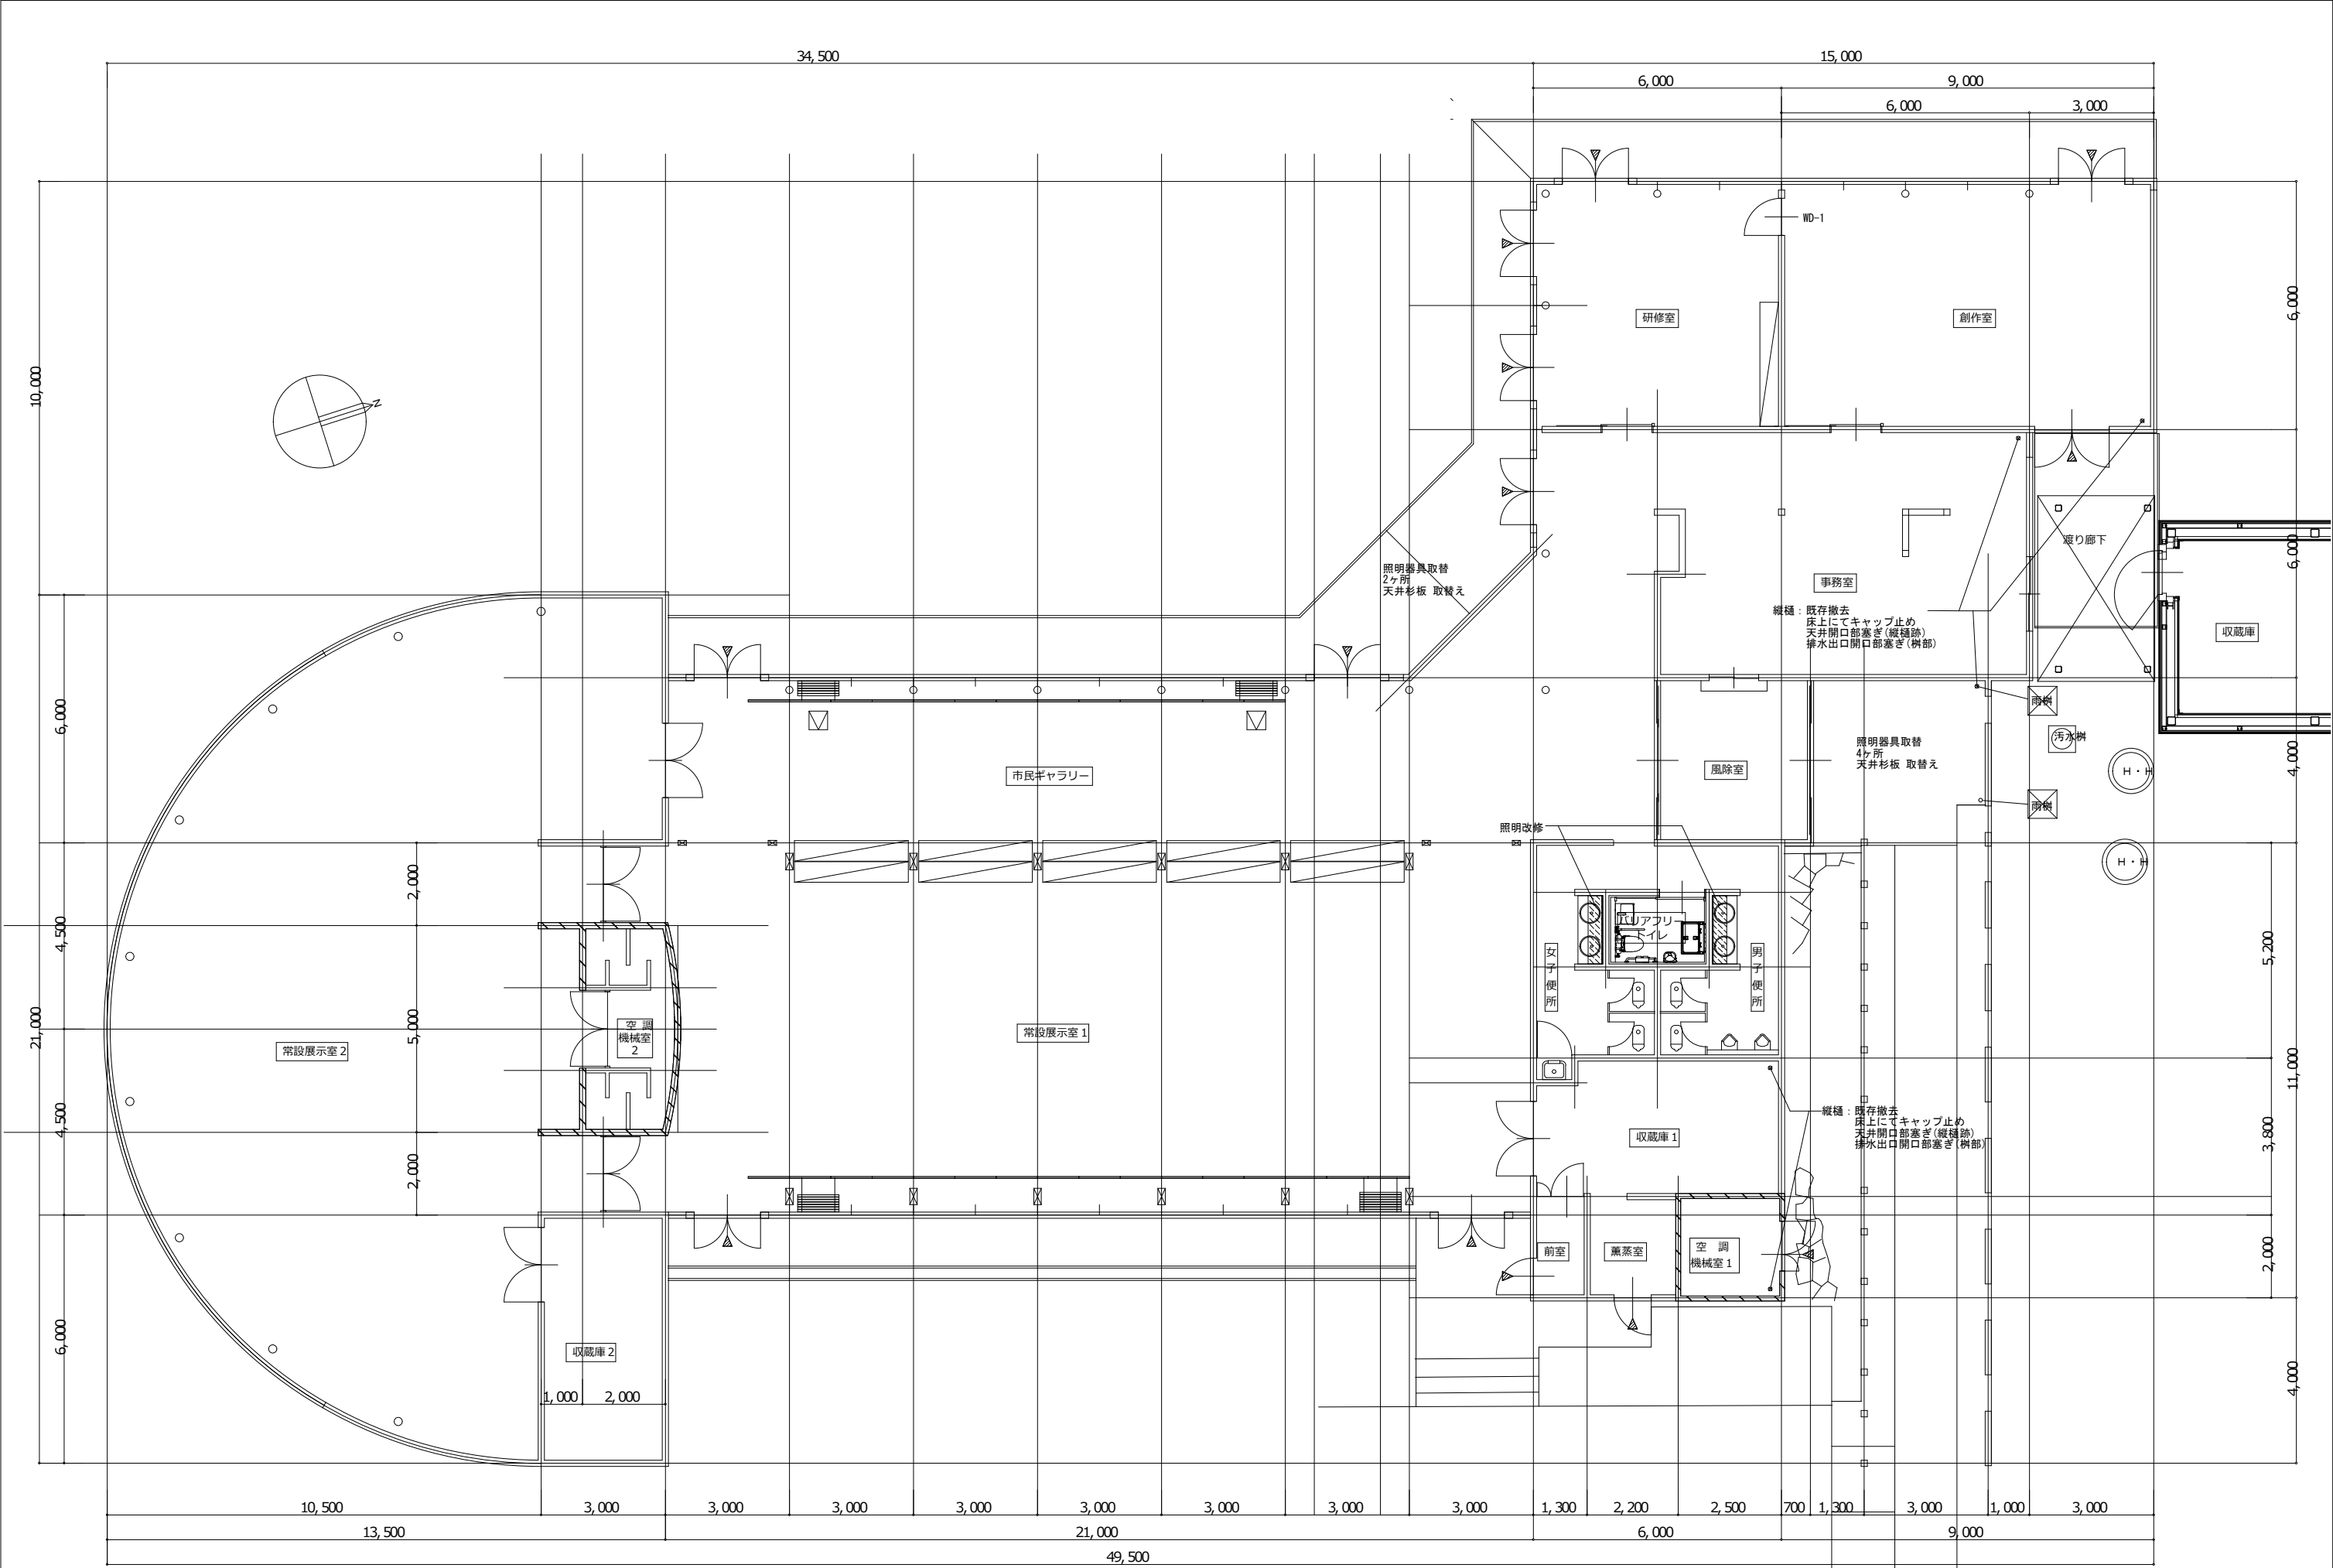 34,500
15,000
6,000
9,000
6,000
3,000
WD-1
研修室
創作室
6,000
10,000
N
照明器具取替
2ヶ所
天井杉板 取替え
渡り廊下
6,000
事務室
縦樋：既存撤去
床上にてキャップ止め
天井開口部塞ぎ(縦樋跡)
排水出口開口部塞ぎ(桝部)
収蔵庫
雨桝
6,000
汚水桝
照明器具取替
4ヶ所
天井杉板 取替え
市民ギャラリー
風除室
4,000
H・H
雨桝
照明改修
H・H
2,000
4,500
バリアフリー
トイレ
女子便所
男子便所
5,200
21,000
5,000
空 調
機械室
2
常設展示室1
常設展示室2
11,000
4,500
縦樋：既存撤去
床上にてキャップ止め
天井開口部塞ぎ(縦樋跡)
排水出口開口部塞ぎ(桝部)
収蔵庫1
3,800
2,000
前室
薫蒸室
空 調
機械室1
2,000
6,000
収蔵庫2
1,000
2,000
4,000
10,500
3,000
3,000
3,000
3,000
3,000
3,000
3,000
3,000
1,300
2,200
2,500
700
1,300
3,000
1,000
3,000
13,500
21,000
6,000
9,000
49,500